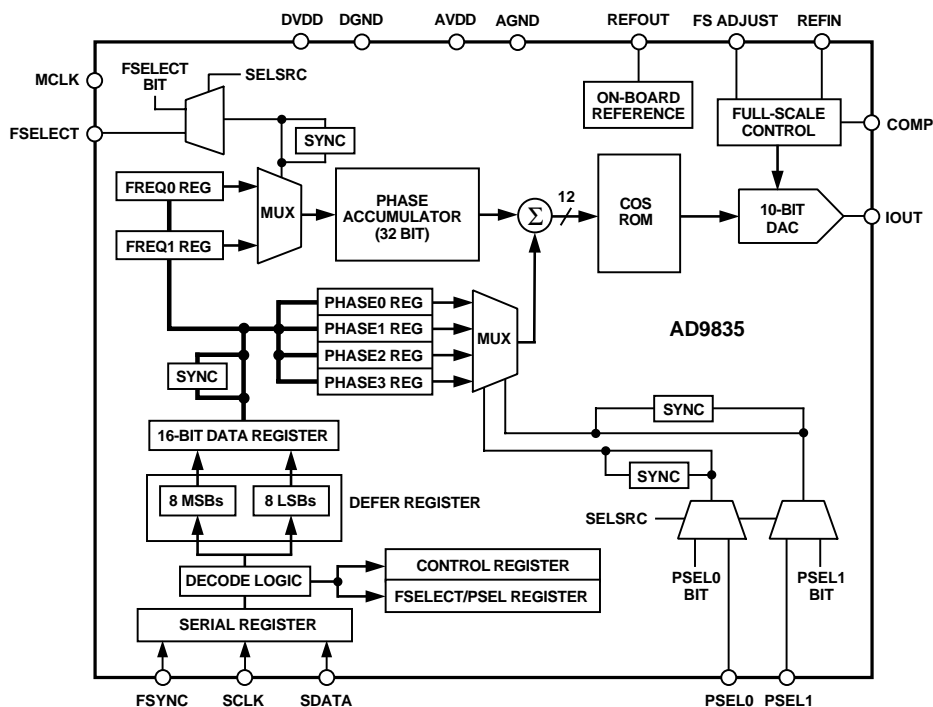 DVDD DGND AVDD AGND REFOUT FS ADJUST REFIN
MCLK
FSELECT
BIT
SELSRC
ON-BOARD
REFERENCE
FULL-SCALE
CONTROL
COMP
FSELECT
SYNC
FREQ0 REG
MUX
PHASE
ACCUMULATOR
(32 BIT)
Σ
12
COS
ROM
10-BIT
DAC
IOUT
FREQ1 REG
PHASE0 REG
PHASE1 REG
PHASE2 REG
PHASE3 REG
MUX
AD9835
SYNC
SYNC
16-BIT DATA REGISTER
SYNC
8 MSBs
8 LSBs
DEFER REGISTER
SELSRC
DECODE LOGIC
CONTROL REGISTER
FSELECT/PSEL REGISTER
PSEL0
BIT
PSEL1
BIT
SERIAL REGISTER
FSYNC SCLK SDATA PSEL0 PSEL1